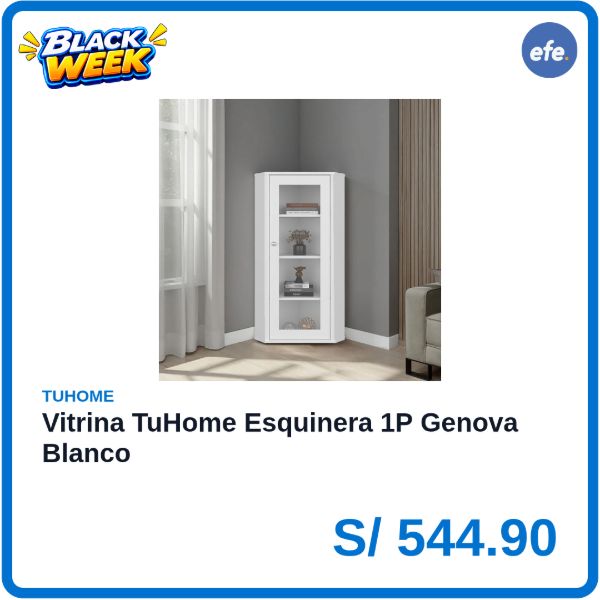 BLACK
WEEK
efe.
TUHOME
Vitrina TuHome Esquinera 1P Genova
Blanco
S/ 544.90